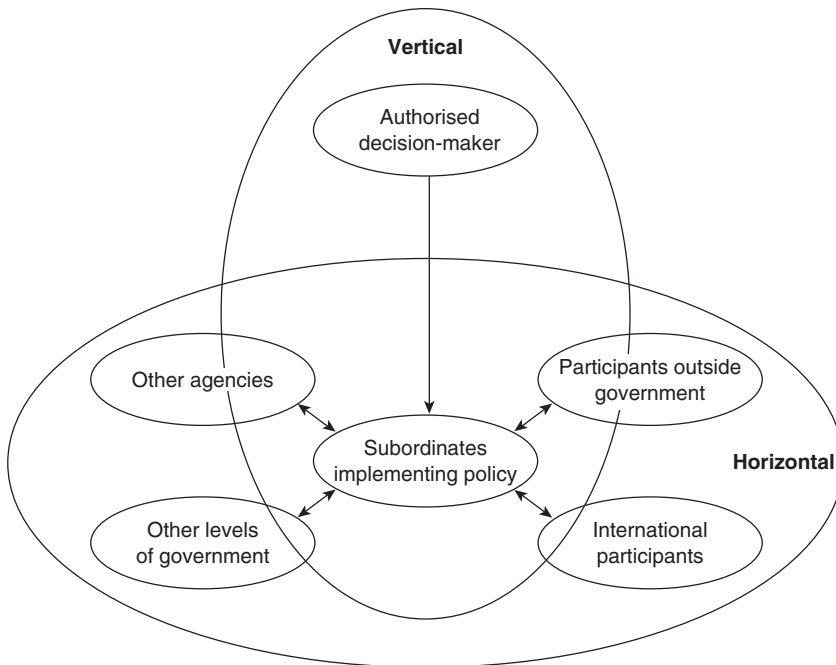 Vertical
Authorised
decision-maker
Other agencies
Participants outside
government
Subordinates
implementing policy
Horizontal
Other levels
of government
International
participants